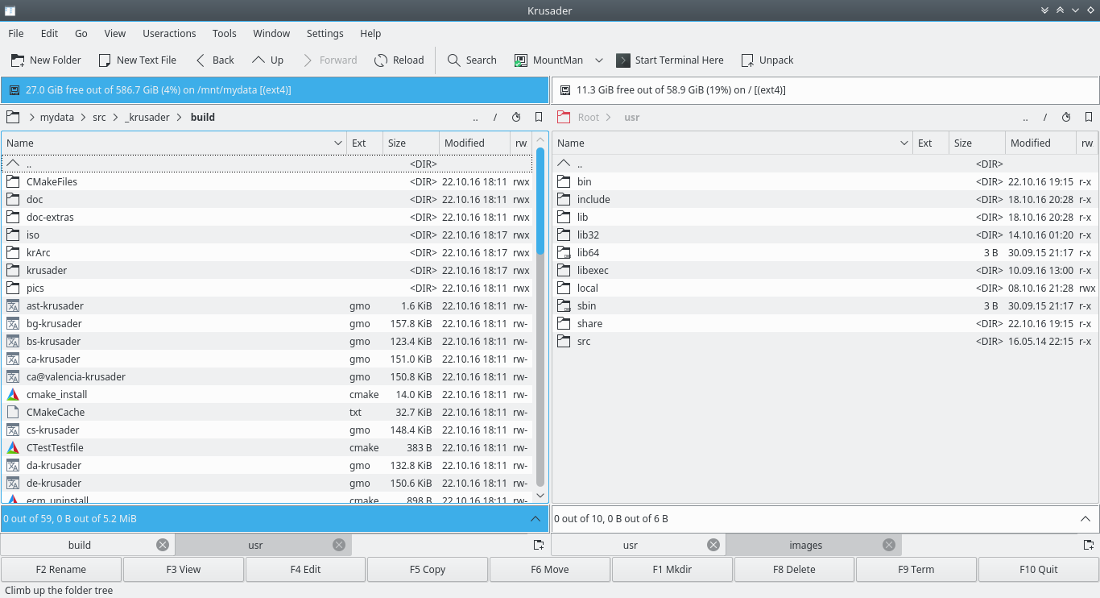 Krusader
File Edit Go View Useractions Tools Window Settings Help
New Folder New Text File Back Up Forward Reload Search MountMan Start Terminal Here Unpack
27.0 GiB free out of 586.7 GiB (4%) on /mnt/mydata [(ext4)]
> mydata > src > _krusader > build .. /
Name Ext Size Modified rw
.. <DIR>
CMakeFiles <DIR> 22.10.16 18:11 rwx
doc <DIR> 22.10.16 18:11 rwx
doc-extras <DIR> 22.10.16 18:11 rwx
iso <DIR> 22.10.16 18:17 rwx
krArc <DIR> 22.10.16 18:17 rwx
krusader <DIR> 22.10.16 18:17 rwx
pics <DIR> 22.10.16 18:17 rwx
ast-krusader gmo 1.6 KiB 22.10.16 18:11 rw-
bg-krusader gmo 157.8 KiB 22.10.16 18:11 rw-
bs-krusader gmo 123.4 KiB 22.10.16 18:11 rw-
ca-krusader gmo 151.0 KiB 22.10.16 18:11 rw-
ca@valencia-krusader gmo 150.8 KiB 22.10.16 18:11 rw-
cmake_install cmake 14.0 KiB 22.10.16 18:11 rw-
CMakeCache txt 32.7 KiB 22.10.16 18:11 rw-
cs-krusader gmo 148.4 KiB 22.10.16 18:11 rw-
CTestTestfile cmake 383 B 22.10.16 18:11 rw-
da-krusader gmo 132.8 KiB 22.10.16 18:11 rw-
de-krusader gmo 150.6 KiB 22.10.16 18:11 rw-
ecm_uninstall cmake 898 B 22.10.16 18:11 rw-
0 out of 59, 0 B out of 5.2 MiB
build usr
11.3 GiB free out of 58.9 GiB (19%) on / [(ext4)]
Root > usr .. /
Name Ext Size Modified rw
.. <DIR>
bin <DIR> 22.10.16 19:15 r-x
include <DIR> 18.10.16 20:28 r-x
lib <DIR> 18.10.16 20:28 r-x
lib32 <DIR> 14.10.16 01:20 r-x
lib64 3 B 30.09.15 21:17 r-x
libexec <DIR> 10.09.16 13:00 r-x
local <DIR> 08.10.16 21:28 rwx
sbin 3 B 30.09.15 21:17 r-x
share <DIR> 22.10.16 19:15 r-x
src <DIR> 16.05.14 22:15 r-x
0 out of 10, 0 B out of 6 B
usr images
F2 Rename F3 View F4 Edit F5 Copy F6 Move F1 Mkdir F8 Delete F9 Term F10 Quit
Climb up the folder tree